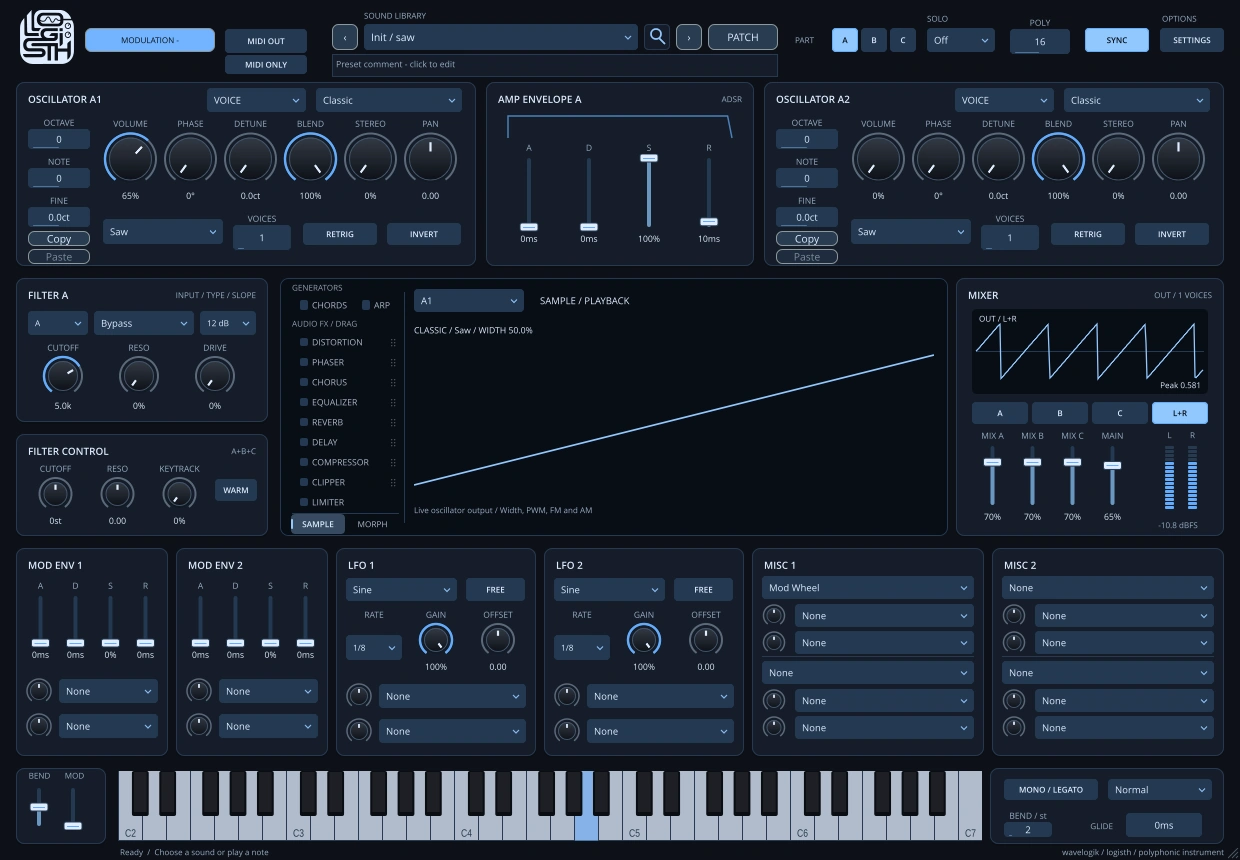 LOGISTH
SOUND LIBRARY
SOLO
POLY
OPTIONS
MODULATION -
MIDI OUT
MIDI ONLY
‹
Init / saw
›
PATCH
PART
A
B
C
Off
16
SYNC
SETTINGS
Preset comment - click to edit
OSCILLATOR A1
VOICE
Classic
OCTAVE
0
NOTE
0
FINE
0.0ct
Copy
Paste
VOLUME PHASE DETUNE BLEND STEREO PAN
65% 0° 0.0ct 100% 0% 0.00
Saw
VOICES
1
RETRIG
INVERT
AMP ENVELOPE A
ADSR
A D S R
0ms 0ms 100% 10ms
OSCILLATOR A2
VOICE
Classic
OCTAVE
0
NOTE
0
FINE
0.0ct
Copy
Paste
VOLUME PHASE DETUNE BLEND STEREO PAN
0% 0° 0.0ct 100% 0% 0.00
Saw
VOICES
1
RETRIG
INVERT
FILTER A
INPUT / TYPE / SLOPE
A
Bypass
12 dB
CUTOFF RESO DRIVE
5.0k 0% 0%
FILTER CONTROL
A+B+C
CUTOFF RESO KEYTRACK
WARM
0st 0.00 0%
GENERATORS
CHORDS
ARP
AUDIO FX / DRAG
DISTORTION
PHASER
CHORUS
EQUALIZER
REVERB
DELAY
COMPRESSOR
CLIPPER
LIMITER
SAMPLE
MORPH
A1
SAMPLE / PLAYBACK
CLASSIC / Saw / WIDTH 50.0%
Live oscillator output / Width, PWM, FM and AM
MIXER
OUT / 1 VOICES
OUT / L+R
Peak 0.581
A
B
C
L+R
MIX A MIX B MIX C MAIN L R
70% 70% 70% 65%
-10.8 dBFS
MOD ENV 1
A D S R
0ms 0ms 0% 0ms
None
None
MOD ENV 2
A D S R
0ms 0ms 0% 0ms
None
None
LFO 1
Sine
FREE
RATE GAIN OFFSET
1/8
100% 0.00
None
None
LFO 2
Sine
FREE
RATE GAIN OFFSET
1/8
100% 0.00
None
None
MISC 1
Mod Wheel
None
None
None
None
None
MISC 2
None
None
None
None
None
None
BEND MOD
C2 C3 C4 C5 C6 C7
MONO / LEGATO
Normal
BEND / st
2
GLIDE
0ms
Ready / Choose a sound or play a note
wavelogik / logisth / polyphonic instrument